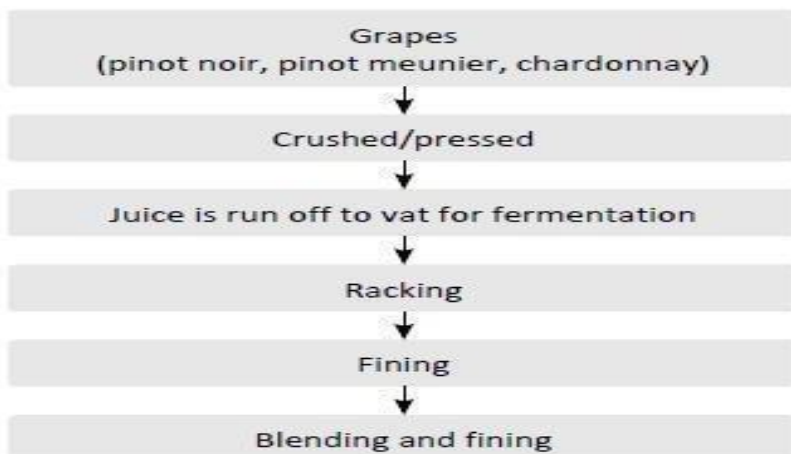 Grapes
(pinot noir, pinot meunier, chardonnay)
Crushed/pressed
Juice is run off to vat for fermentation
Racking
Fining
Blending and fining